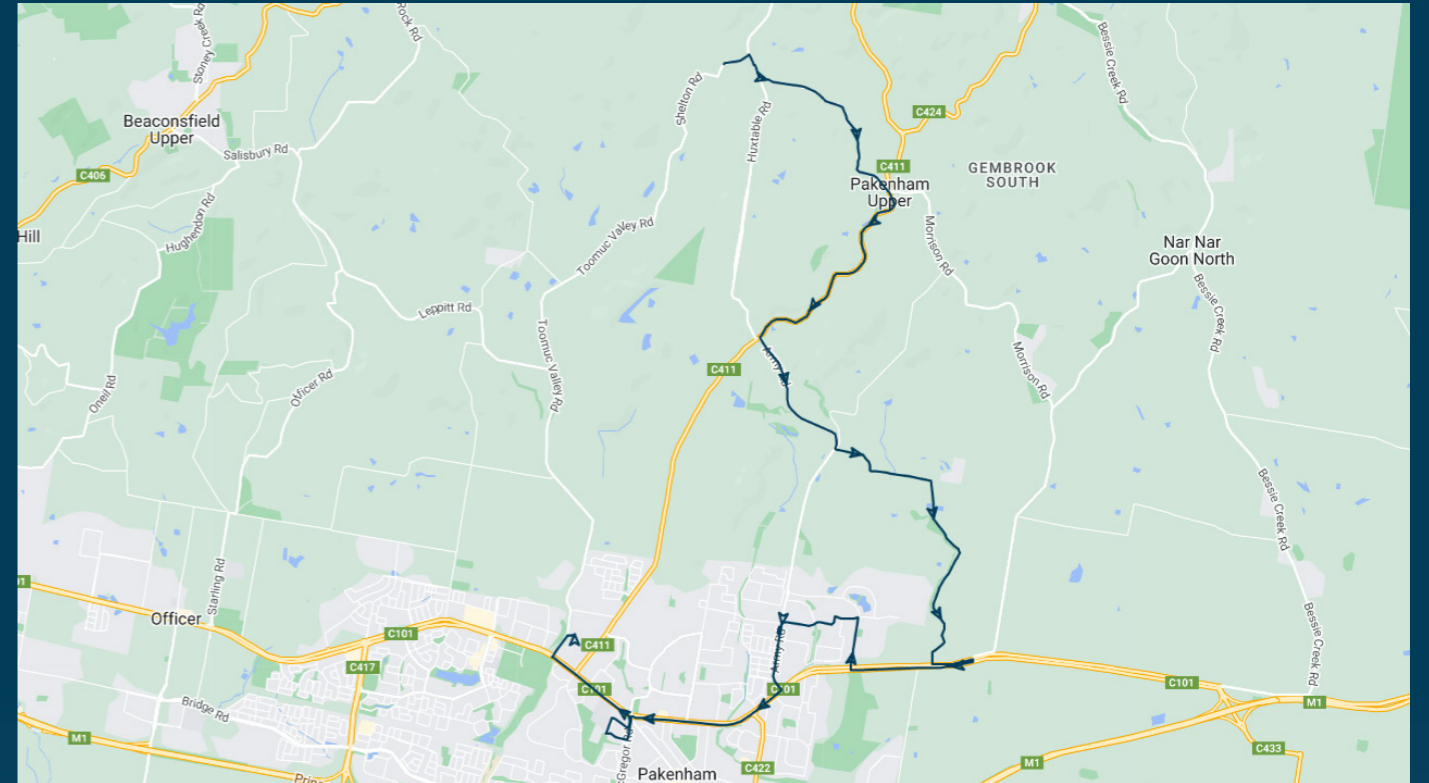 Stoney Creek Rd
Rock Rd
Bessie Creek Rd
Shelton Rd
C424
Beaconsfield
Upper
Huxtable Rd
Salisbury Rd
C411
GEMBROOK
SOUTH
C406
Pakenham
Upper
Hughendon Rd
Hill
Toomuc Valley Rd
Morrison Rd
Nar Nar
Goon North
Bessie Creek Rd
Leppitt Rd
Toomuc Valley Rd
Army Rd
C411
Morrison Rd
Oneil Rd
Officer Rd
Bessie Creek Rd
Starling Rd
Officer
C101
C411
Army Rd
Bessie Creek Rd
C417
C101
C101
C101
M1
Bridge Rd
McGregor Rd
M1
C433
M1
C422
Pakenham